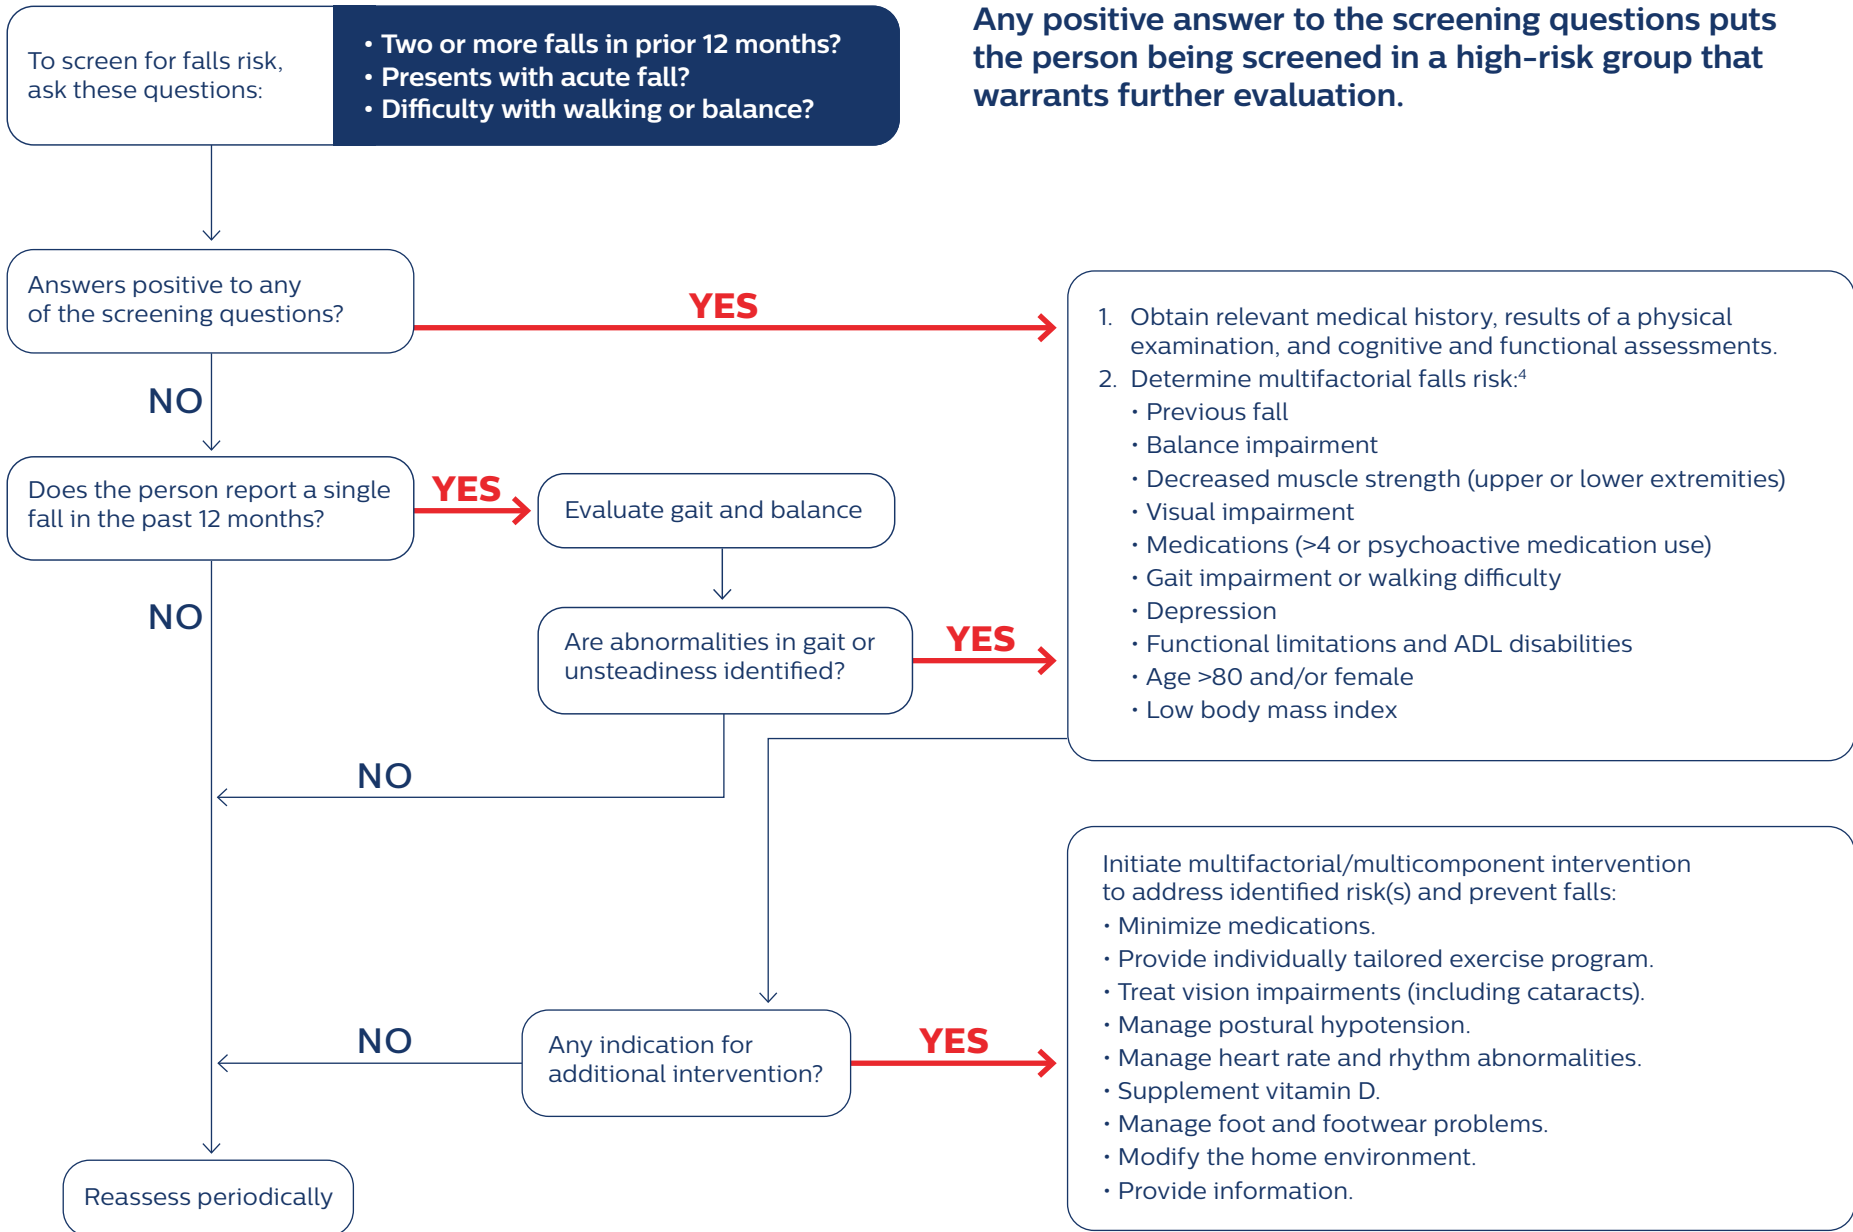 To screen for falls risk,
ask these questions:
• Two or more falls in prior 12 months?
• Presents with acute fall?
• Difficulty with walking or balance?
Any positive answer to the screening questions puts
the person being screened in a high-risk group that
warrants further evaluation.
Answers positive to any
of the screening questions?
YES
NO
1. Obtain relevant medical history, results of a physical
examination, and cognitive and functional assessments.
2. Determine multifactorial falls risk:⁴
• Previous fall
• Balance impairment
• Decreased muscle strength (upper or lower extremities)
• Visual impairment
• Medications (>4 or psychoactive medication use)
• Gait impairment or walking difficulty
• Depression
• Functional limitations and ADL disabilities
• Age >80 and/or female
• Low body mass index
Does the person report a single
fall in the past 12 months?
YES
NO
Evaluate gait and balance
Are abnormalities in gait or
unsteadiness identified?
YES
NO
Any indication for
additional intervention?
NO
YES
Initiate multifactorial/multicomponent intervention
to address identified risk(s) and prevent falls:
• Minimize medications.
• Provide individually tailored exercise program.
• Treat vision impairments (including cataracts).
• Manage postural hypotension.
• Manage heart rate and rhythm abnormalities.
• Supplement vitamin D.
• Manage foot and footwear problems.
• Modify the home environment.
• Provide information.
Reassess periodically